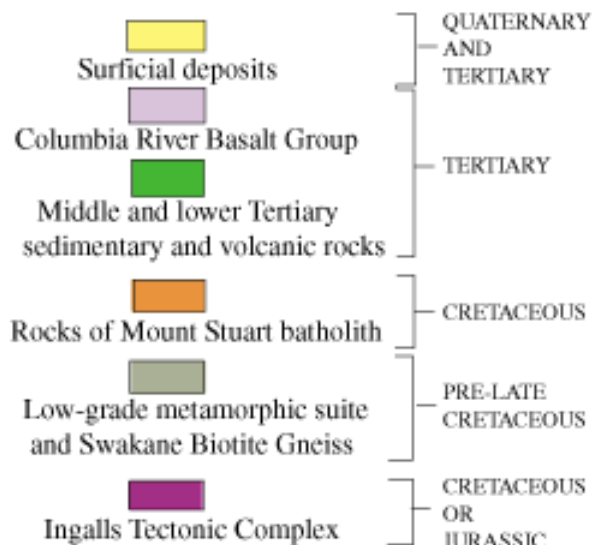 Surficial deposits
QUATERNARY
AND
TERTIARY
Columbia River Basalt Group
Middle and lower Tertiary
sedimentary and volcanic rocks
TERTIARY
Rocks of Mount Stuart batholith
CRETACEOUS
Low-grade metamorphic suite
and Swakane Biotite Gneiss
PRE-LATE
CRETACEOUS
Ingalls Tectonic Complex
CRETACEOUS
OR
JURASSIC